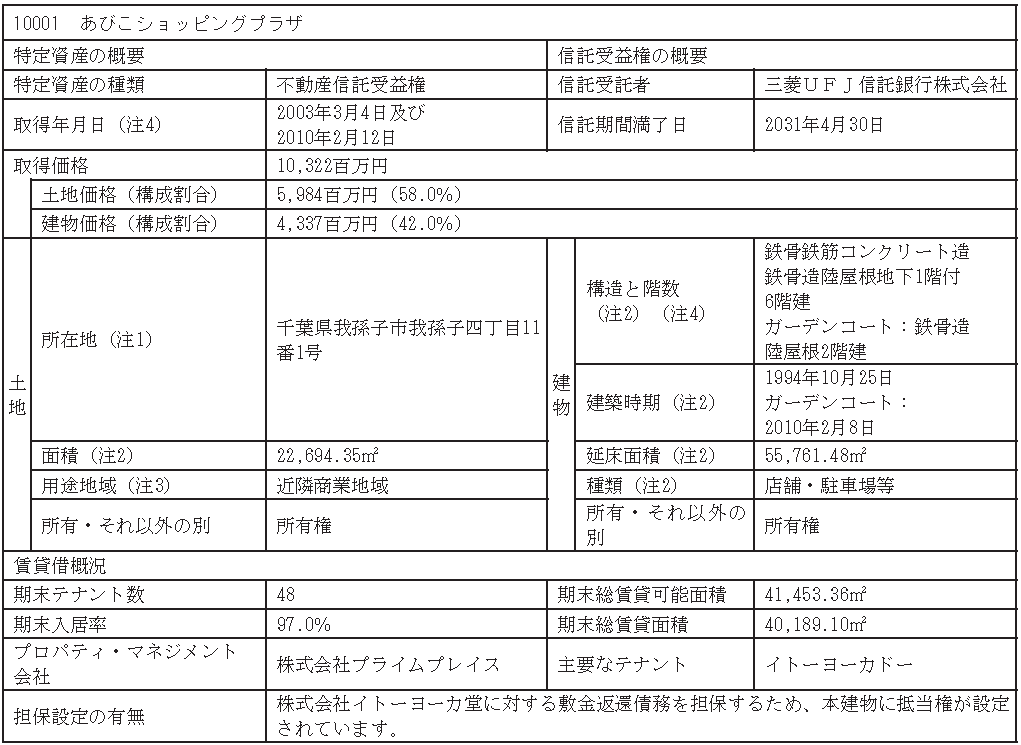 10001　あびこショッピングプラザ
特定資産の概要　信託受益権の概要
特定資産の種類　不動産信託受益権　信託受託者　三菱ＵＦＪ信託銀行株式会社
取得年月日（注4）　2003年3月4日及び
2010年2月12日　信託期間満了日　2031年4月30日
取得価格　10,322百万円
土地価格（構成割合）　5,984百万円（58.0%）
建物価格（構成割合）　4,337百万円（42.0%）
土
地
所在地（注1）　千葉県我孫子市我孫子四丁目11
番1号
面積（注2）　22,694.35㎡
用途地域（注3）　近隣商業地域
所有・それ以外の別　所有権
建
物
構造と階数
（注2）（注4）
鉄骨鉄筋コンクリート造
鉄骨造陸屋根地下1階付
6階建
ガーデンコート：鉄骨造
陸屋根2階建
建築時期（注2）
1994年10月25日
ガーデンコート：
2010年2月8日
延床面積（注2）　55,761.48㎡
種類（注2）　店舗・駐車場等
所有・それ以外の
別　所有権
賃貸借概況
期末テナント数　48　期末総賃貸可能面積　41,453.36㎡
期末入居率　97.0%　期末総賃貸面積　40,189.10㎡
プロパティ・マネジメント
会社　株式会社プライムプレイス　主要なテナント　イトーヨーカドー
担保設定の有無　株式会社イトーヨーカ堂に対する敷金返還債務を担保するため、本建物に抵当権が設定
されています。